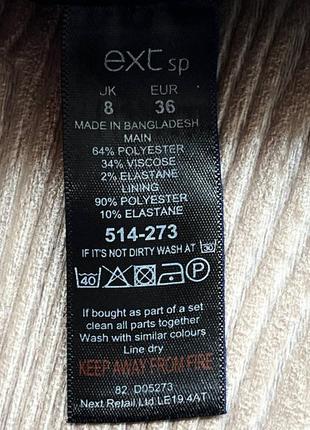 ext sp
JK EUR
8 36
MADE IN BANGLADESH
MAIN
64% POLYESTER
34% VISCOSE
2% ELASTANE
LINING
90% POLYESTER
10% ELASTANE
514-273
IF IT'S NOT DIRTY WASH AT 30
40 P
If bought as part of a set
clean all parts together
Wash with similar colours
Line dry
KEEP AWAY FROM FIRE
82 D05273
Next Retail Ltd LE19 4AT